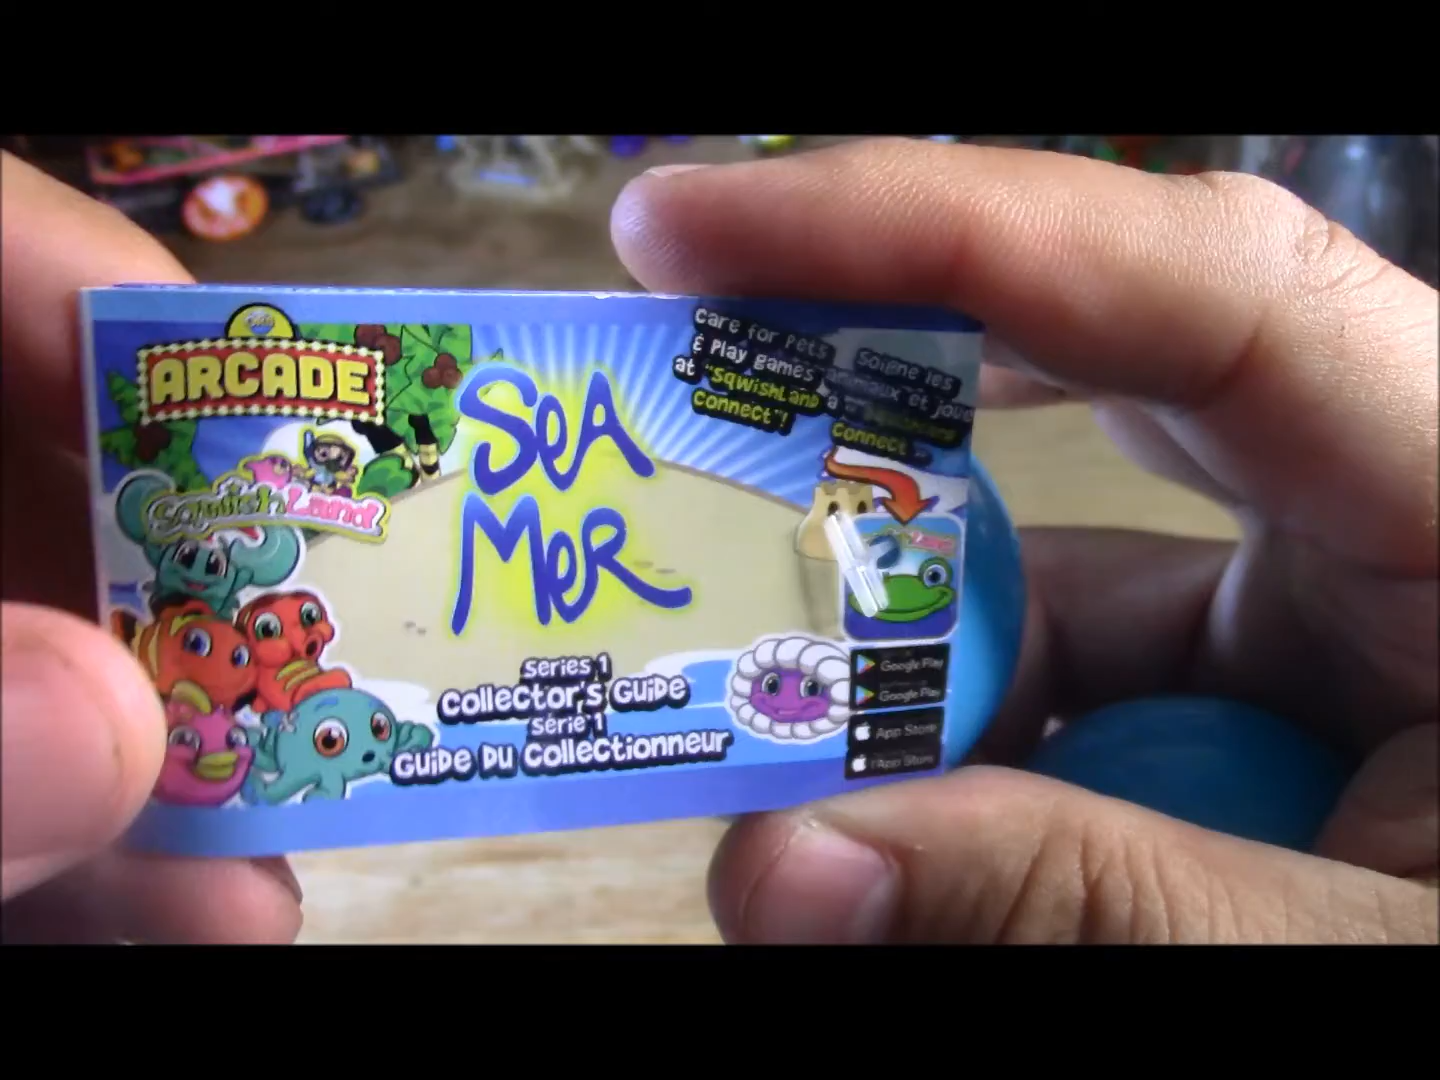 ARCADE
SquishLand
SeA
MeR
Care for Pets
& Play games
at "SqwishLand
Connect"!
Soigne les
animaux et joue
à "SqwishLand
Connect"
Series 1
Collector's Guide
Série 1
Guide Du Collectionneur
Google Play
Google Play
App Store
l'App Store